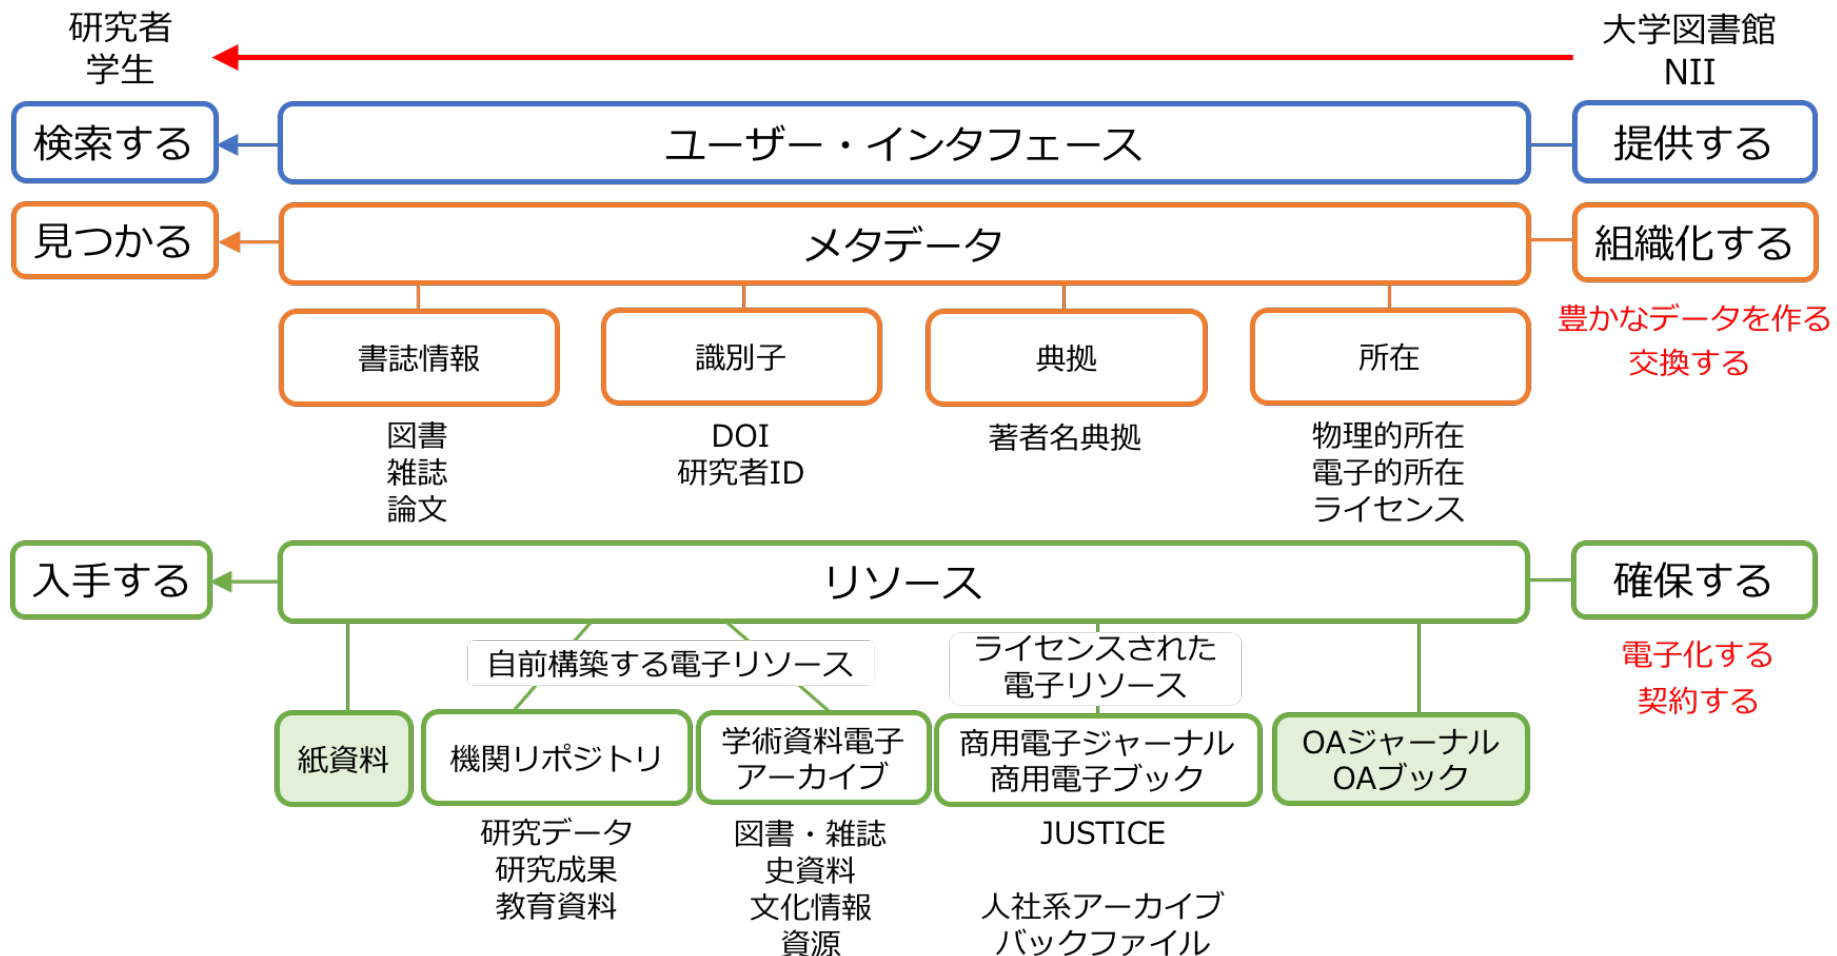 研究者
学生
大学図書館
NII
検索する
ユーザー・インタフェース
提供する
見つかる
メタデータ
組織化する
豊かなデータを作る
交換する
書誌情報
識別子
典拠
所在
図書
雑誌
論文
DOI
研究者ID
著者名典拠
物理的所在
電子的所在
ライセンス
入手する
リソース
確保する
電子化する
契約する
自前構築する電子リソース
ライセンスされた
電子リソース
紙資料
機関リポジトリ
学術資料電子
アーカイブ
商用電子ジャーナル
商用電子ブック
OAジャーナル
OAブック
研究データ
研究成果
教育資料
図書・雑誌
史資料
文化情報
資源
JUSTICE
人社系アーカイブ
バックファイル